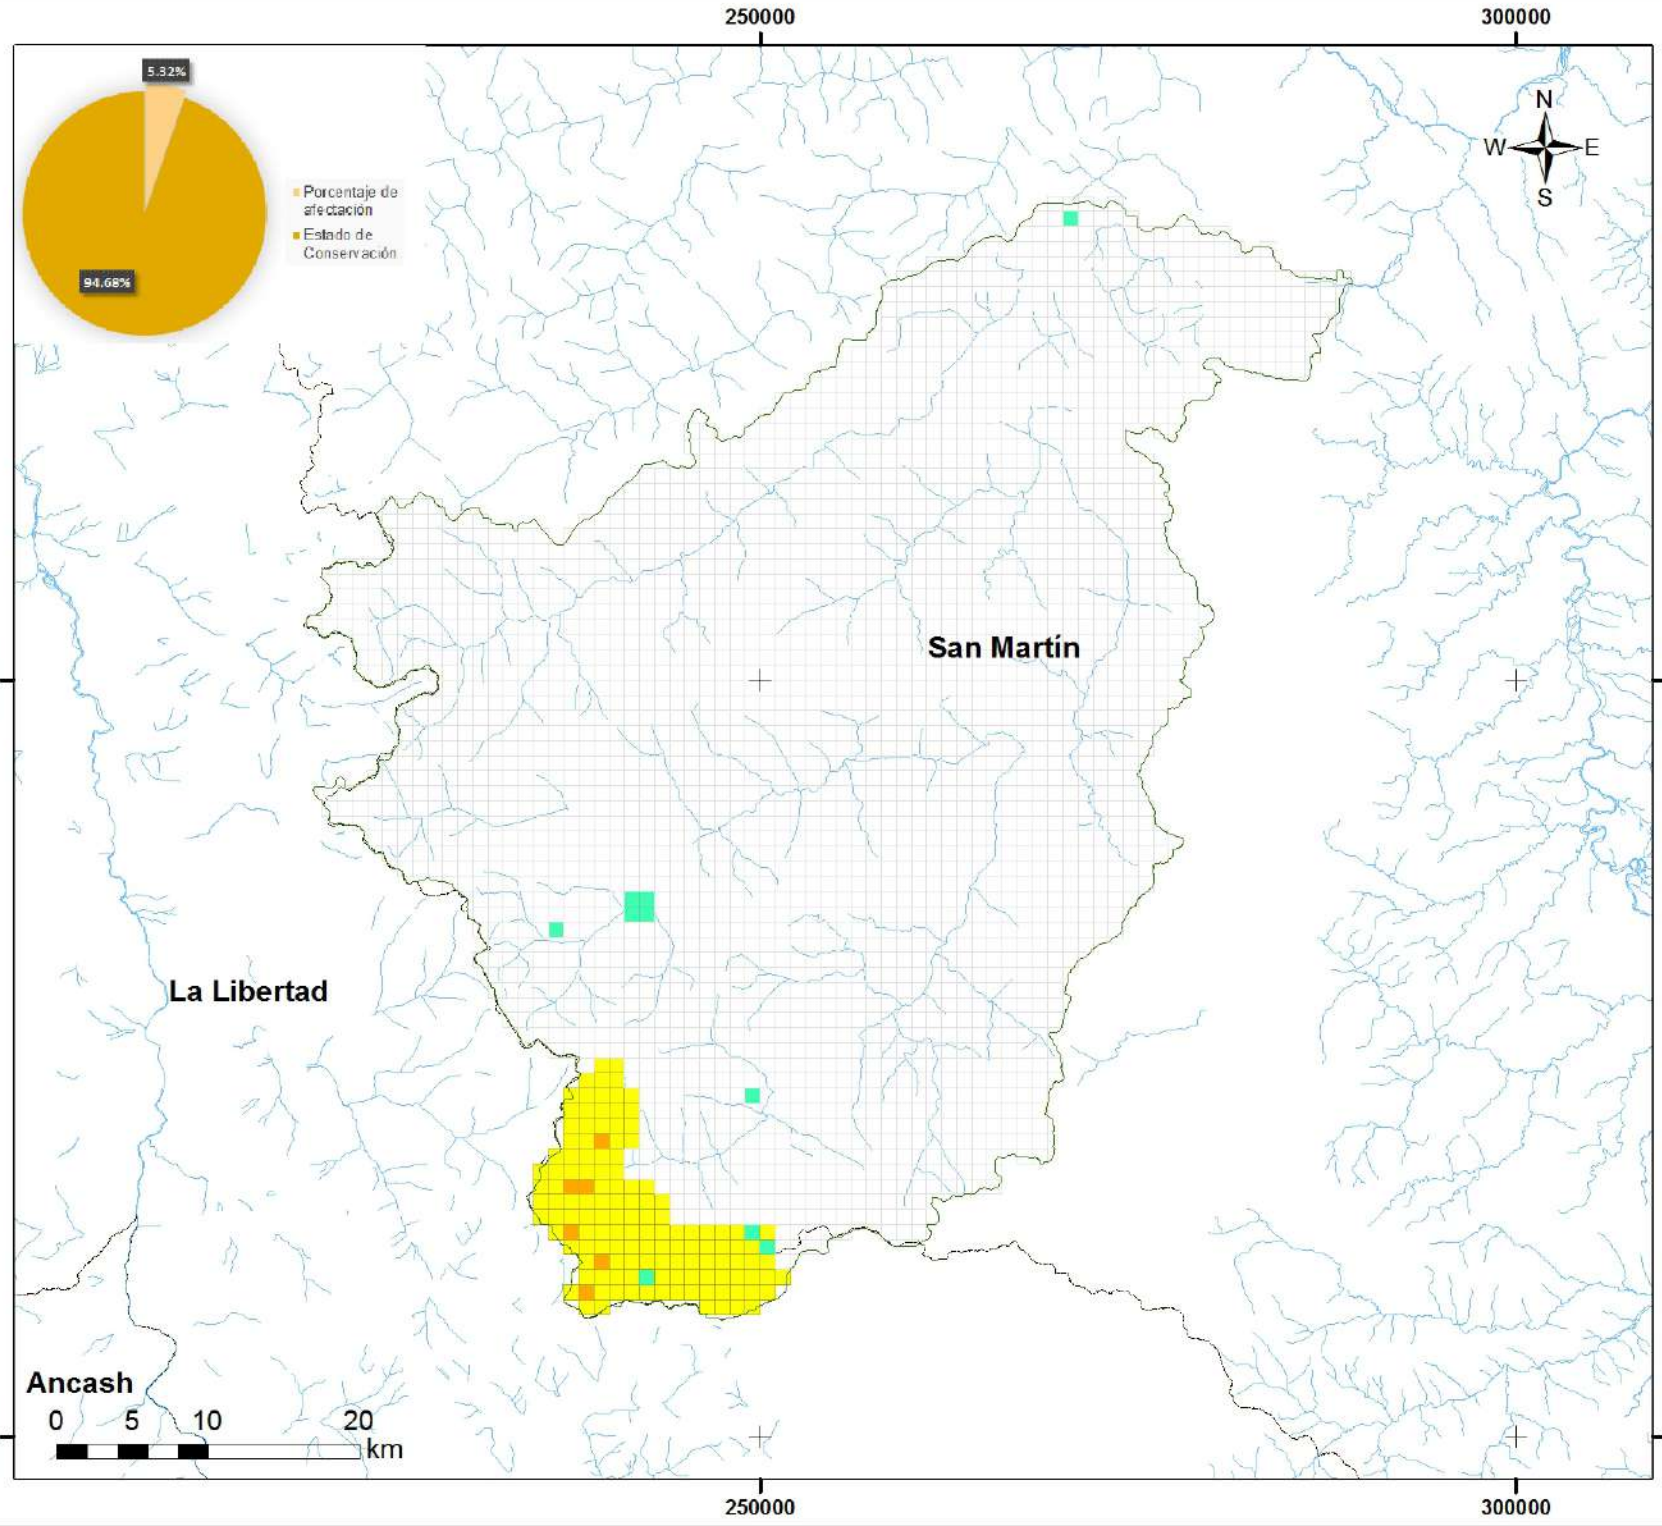 250000
300000
5.32%
N
W
E
S
Porcentaje de
afectación
Estado de
Conservación
94.68%
San Martín
La Libertad
Ancash
0
5
10
20
km
250000
300000